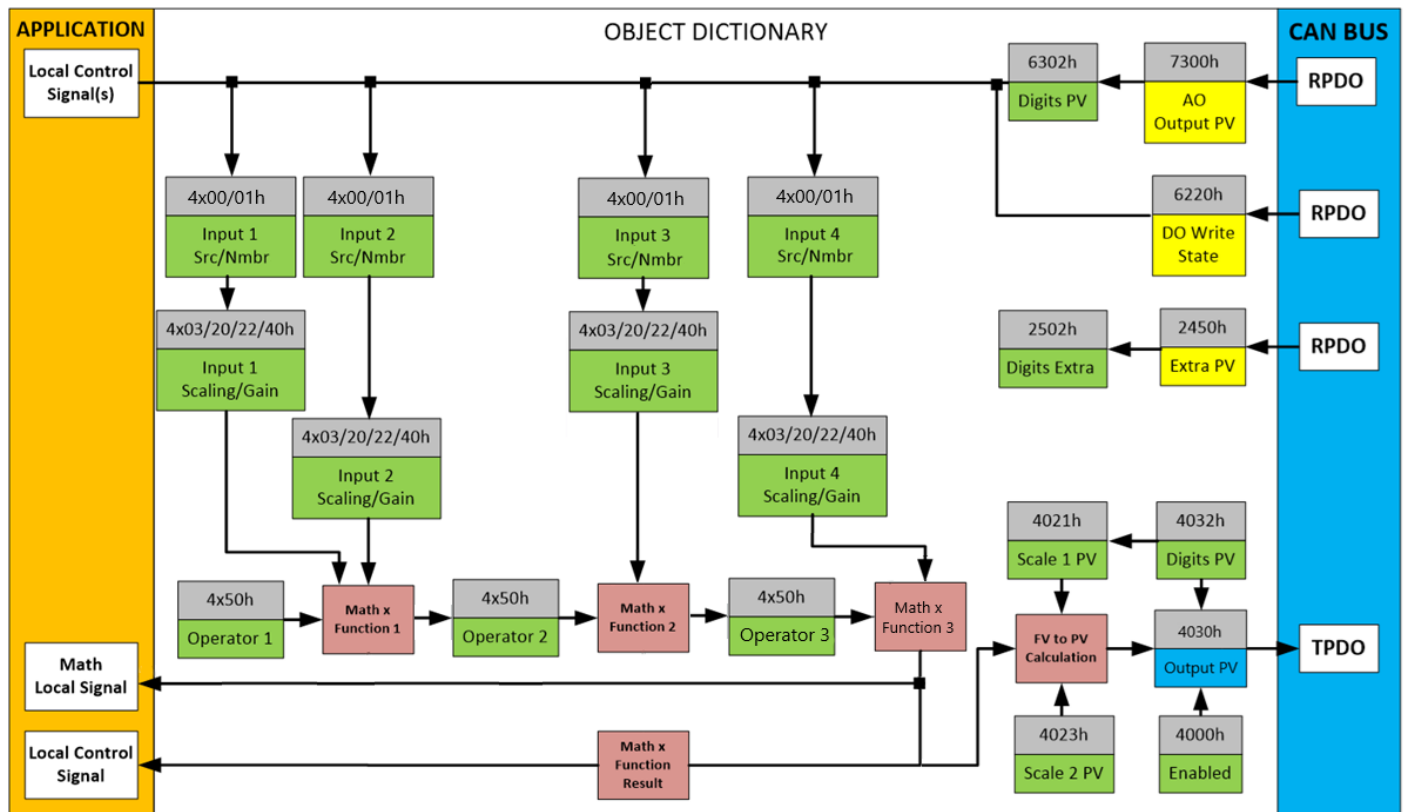 APPLICATION
OBJECT DICTIONARY
CAN BUS
Local Control
Signal(s)
6302h
Digits PV
7300h
AO
Output PV
RPDO
4x00/01h
Input 1
Src/Nmbr
4x00/01h
Input 2
Src/Nmbr
4x00/01h
Input 3
Src/Nmbr
4x00/01h
Input 4
Src/Nmbr
6220h
DO Write
State
RPDO
4x03/20/22/40h
Input 1
Scaling/Gain
4x03/20/22/40h
Input 3
Scaling/Gain
2502h
Digits Extra
2450h
Extra PV
RPDO
4x03/20/22/40h
Input 2
Scaling/Gain
4x03/20/22/40h
Input 4
Scaling/Gain
4021h
Scale 1 PV
4032h
Digits PV
4x50h
Operator 1
Math x
Function 1
4x50h
Operator 2
Math x
Function 2
4x50h
Operator 3
Math x
Function 3
FV to PV
Calculation
4030h
Output PV
TPDO
Math
Local Signal
Local Control
Signal
Math x
Function
Result
4023h
Scale 2 PV
4000h
Enabled